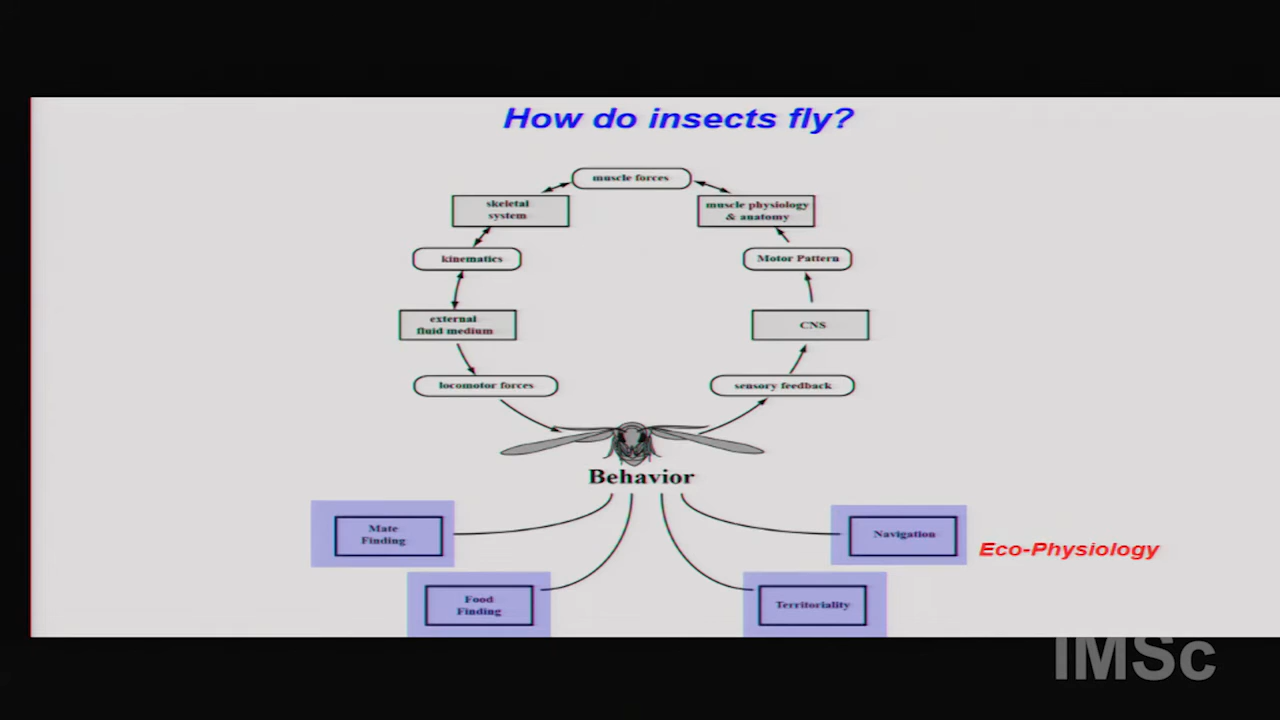 How do insects fly?
muscle forces
skeletal
system
muscle physiology
& anatomy
kinematics
Motor Pattern
external
fluid medium
CNS
locomotor forces
sensory feedback
Behavior
Mate
Finding
Navigation
Eco-Physiology
Food
Finding
Territoriality
IMSc